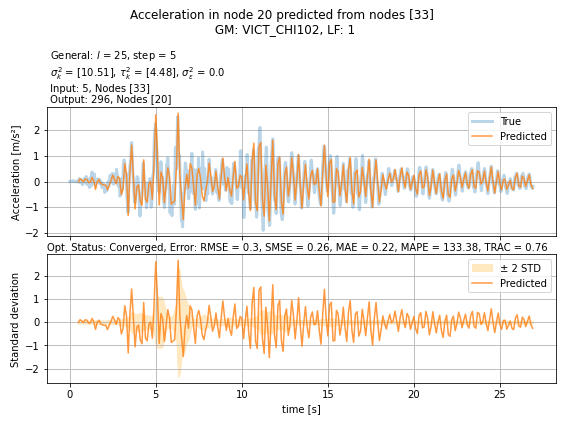 Acceleration in node 20 predicted from nodes [33]
GM: VICT_CHI102, LF: 1
General: l = 25, step = 5
σ²ₖ = [10.51], τ²ₖ = [4.48], σ²ε = 0.0
Input: 5, Nodes [33]
Output: 296, Nodes [20]
Acceleration [m/s²]
2
1
0
−1
−2
True
Predicted
Opt. Status: Converged, Error: RMSE = 0.3, SMSE = 0.26, MAE = 0.22, MAPE = 133.38, TRAC = 0.76
Standard deviation
2
1
0
−1
−2
± 2 STD
Predicted
0 5 10 15 20 25
time [s]